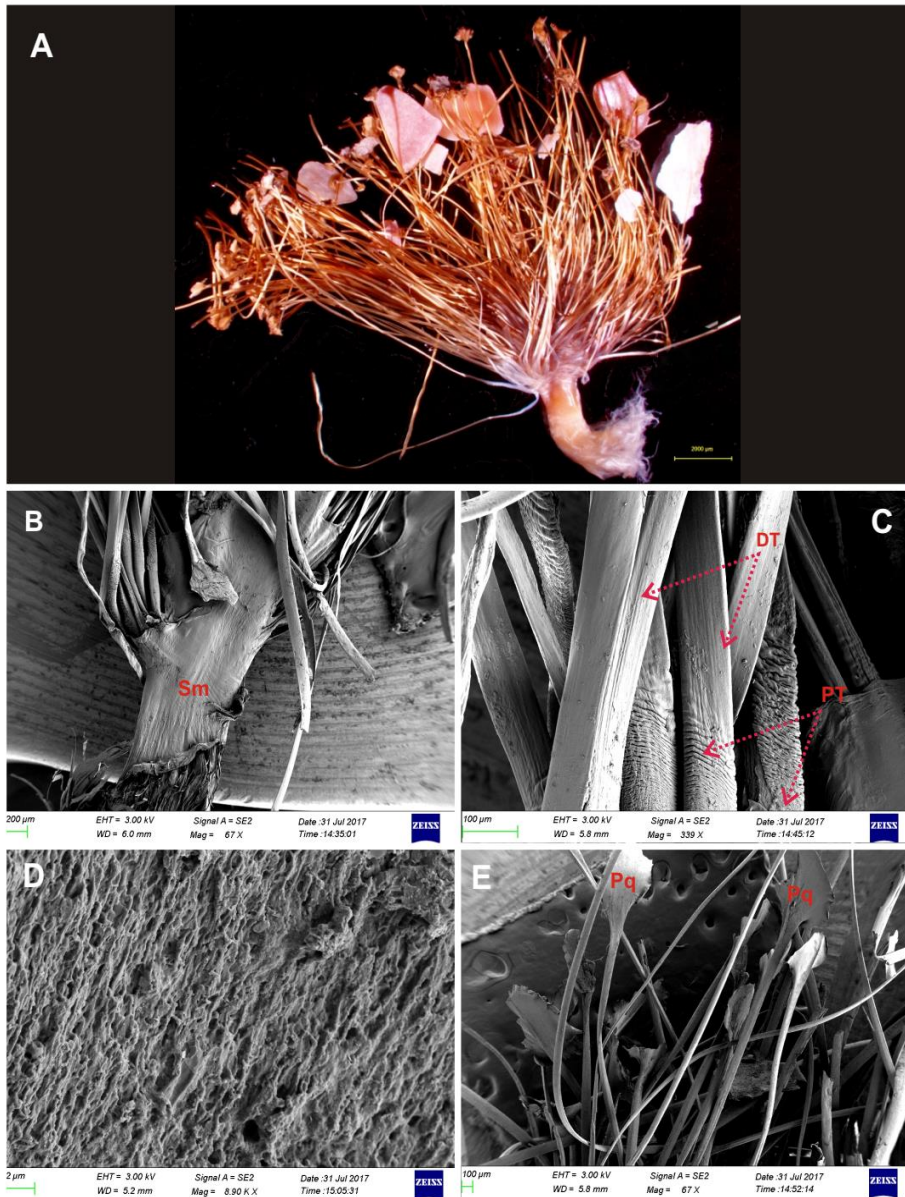 A
2000 µm
B
Sm
200 µm
EHT = 3.00 kV
WD = 6.0 mm
Signal A = SE2
Mag = 67 X
Date :31 Jul 2017
Time :14:35:01
ZEISS
C
DT
PT
100 µm
EHT = 3.00 kV
WD = 5.8 mm
Signal A = SE2
Mag = 339 X
Date :31 Jul 2017
Time :14:45:12
ZEISS
D
2 µm
EHT = 3.00 kV
WD = 5.2 mm
Signal A = SE2
Mag = 8.90 K X
Date :31 Jul 2017
Time :15:05:31
ZEISS
E
Pq
Pq
100 µm
EHT = 3.00 kV
WD = 5.8 mm
Signal A = SE2
Mag = 67 X
Date :31 Jul 2017
Time :14:52:14
ZEISS